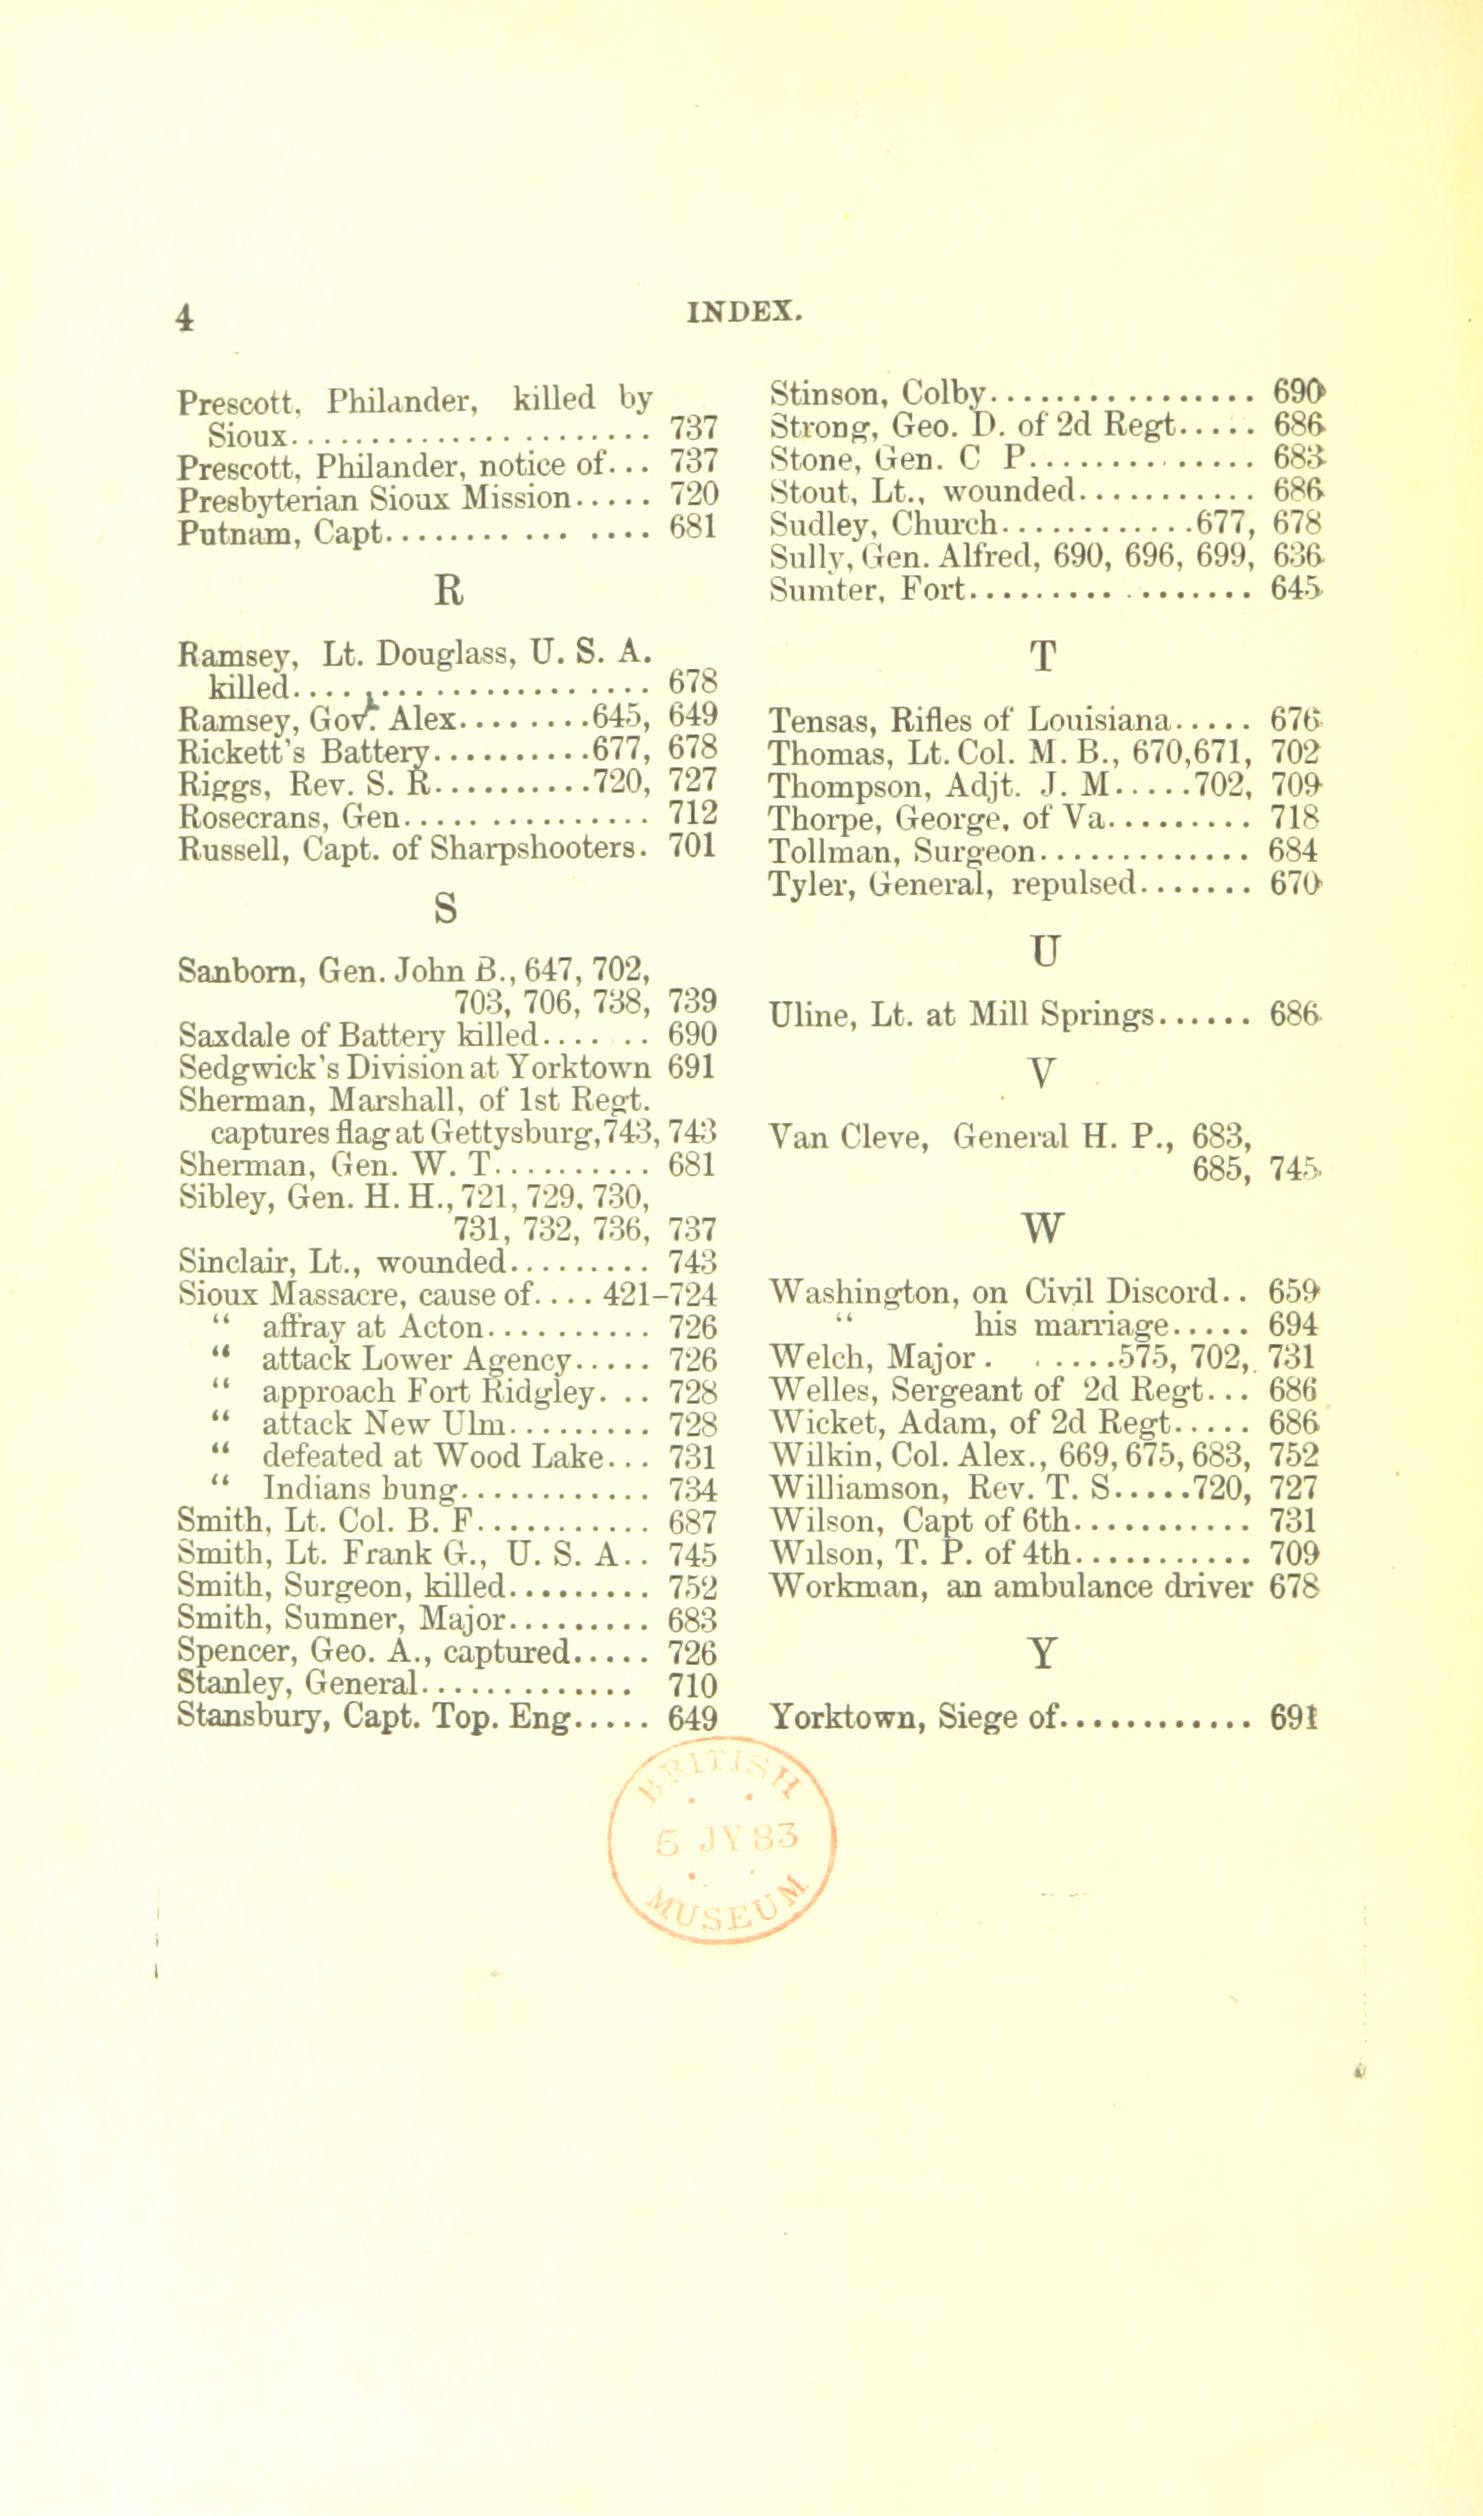 4 INDEX.
Prescott, Philander, killed by
Sioux...................... 737
Prescott, Philander, notice of... 737
Presbyterian Sioux Mission..... 720
Putnam, Capt................. 681
R
Ramsey, Lt. Douglass, U. S. A.
killed...................... 678
Ramsey, Gov. Alex........645, 649
Rickett's Battery..........677, 678
Riggs, Rev. S. R..........720, 727
Rosecrans, Gen................ 712
Russell, Capt. of Sharpshooters. 701
S
Sanborn, Gen. John B., 647, 702,
703, 706, 738, 739
Saxdale of Battery killed....... 690
Sedgwick's Division at Yorktown 691
Sherman, Marshall, of 1st Regt.
captures flag at Gettysburg, 743, 743
Sherman, Gen. W. T.......... 681
Sibley, Gen. H. H., 721, 729, 730,
731, 732, 736, 737
Sinclair, Lt., wounded......... 743
Sioux Massacre, cause of.... 421-724
“ affray at Acton.......... 726
“ attack Lower Agency..... 726
“ approach Fort Ridgley... 728
“ attack New Ulm......... 728
“ defeated at Wood Lake... 731
“ Indians hung............ 734
Smith, Lt. Col. B. F........... 687
Smith, Lt. Frank G., U. S. A.. 745
Smith, Surgeon, killed......... 752
Smith, Sumner, Major......... 683
Spencer, Geo. A., captured..... 726
Stanley, General............. 710
Stansbury, Capt. Top. Eng..... 649
Stinson, Colby................. 690
Strong, Geo. D. of 2d Regt..... 686
Stone, Gen. C P.............. 683
Stout, Lt., wounded........... 686
Sudley, Church............677, 678
Sully, Gen. Alfred, 690, 696, 699, 636
Sumter, Fort.................. 645
T
Tensas, Rifles of Louisiana..... 676
Thomas, Lt. Col. M. B., 670,671, 702
Thompson, Adjt. J. M.....702, 709
Thorpe, George, of Va......... 718
Tollman, Surgeon............. 684
Tyler, General, repulsed....... 670
U
Uline, Lt. at Mill Springs...... 686
V
Van Cleve, General H. P., 683,
685, 745
W
Washington, on Civil Discord.. 659
“ his marriage..... 694
Welch, Major. ......575, 702, 731
Welles, Sergeant of 2d Regt... 686
Wicket, Adam, of 2d Regt..... 686
Wilkin, Col. Alex., 669, 675, 683, 752
Williamson, Rev. T. S.....720, 727
Wilson, Capt of 6th........... 731
Wilson, T. P. of 4th........... 709
Workman, an ambulance driver 678
Y
Yorktown, Siege of............ 691
BRITISH
5 JY 83
MUSEUM